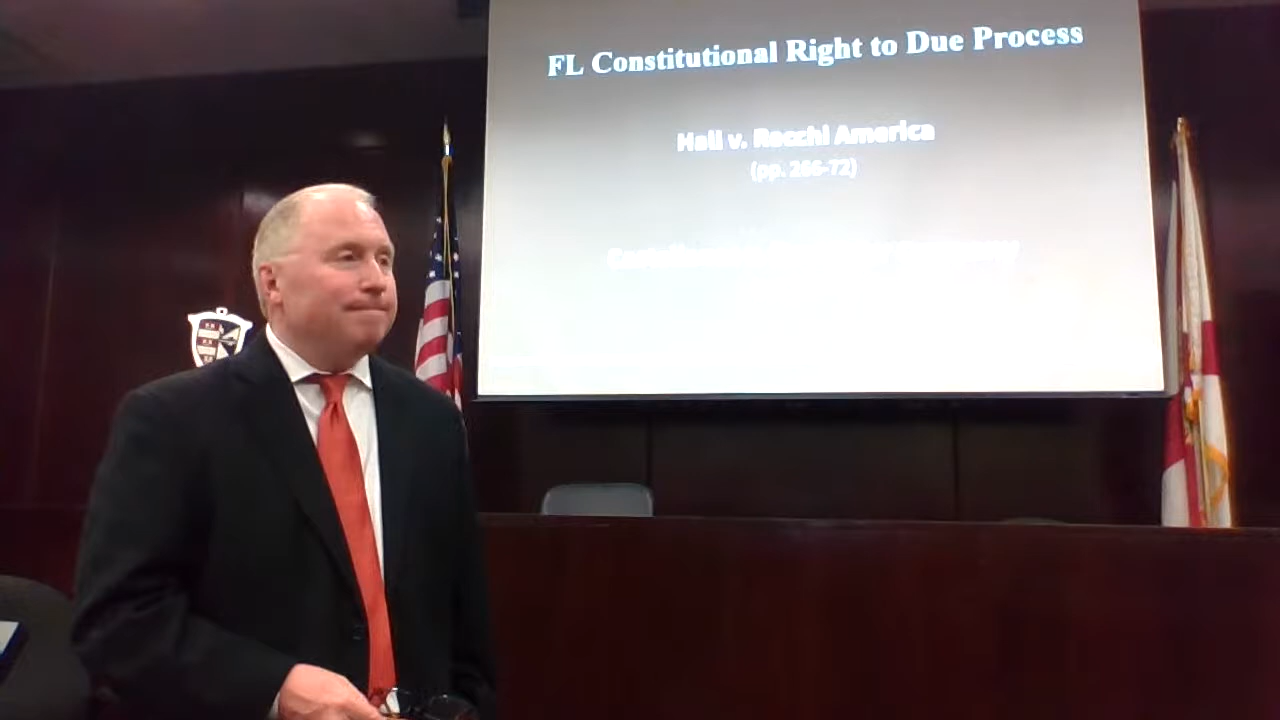 FL Constitutional Right to Due Process
Hall v. Recchi America
(pp. 266-72)